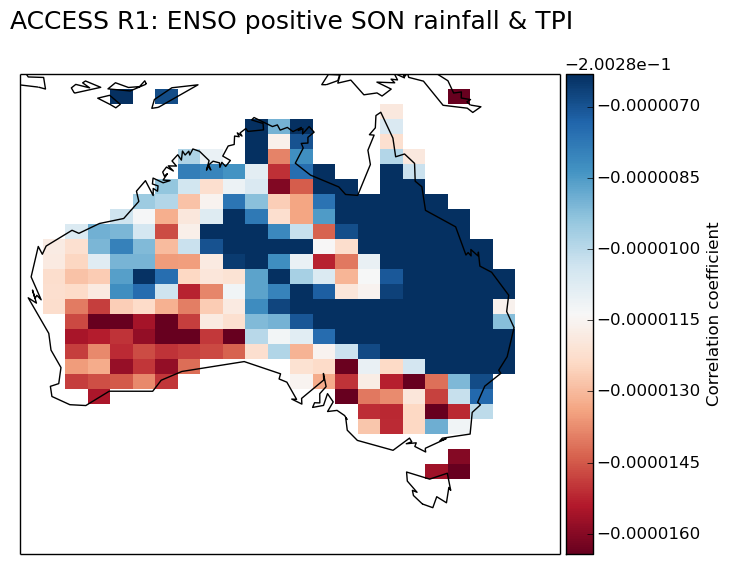 ACCESS R1: ENSO positive SON rainfall & TPI
−2.0028e−1
−0.0000070
−0.0000085
−0.0000100
−0.0000115
−0.0000130
−0.0000145
−0.0000160
Correlation coefficient